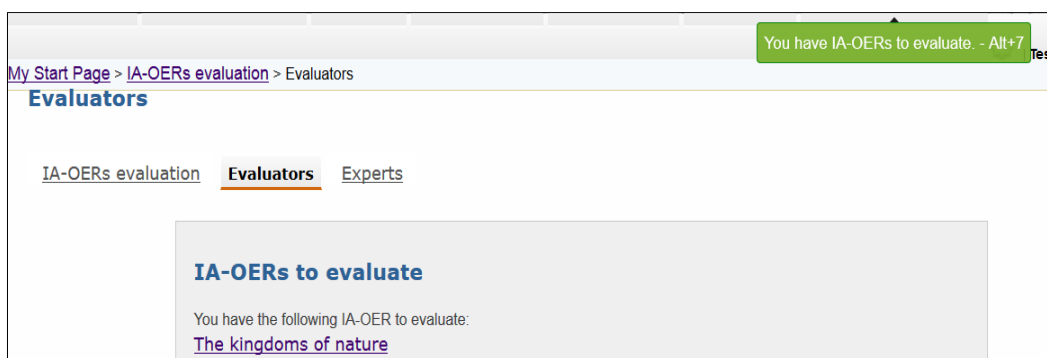 You have IA-OERs to evaluate. - Alt+7
My Start Page > IA-OERs evaluation > Evaluators
Evaluators
IA-OERs evaluation Evaluators Experts
IA-OERs to evaluate
You have the following IA-OER to evaluate:
The kingdoms of nature